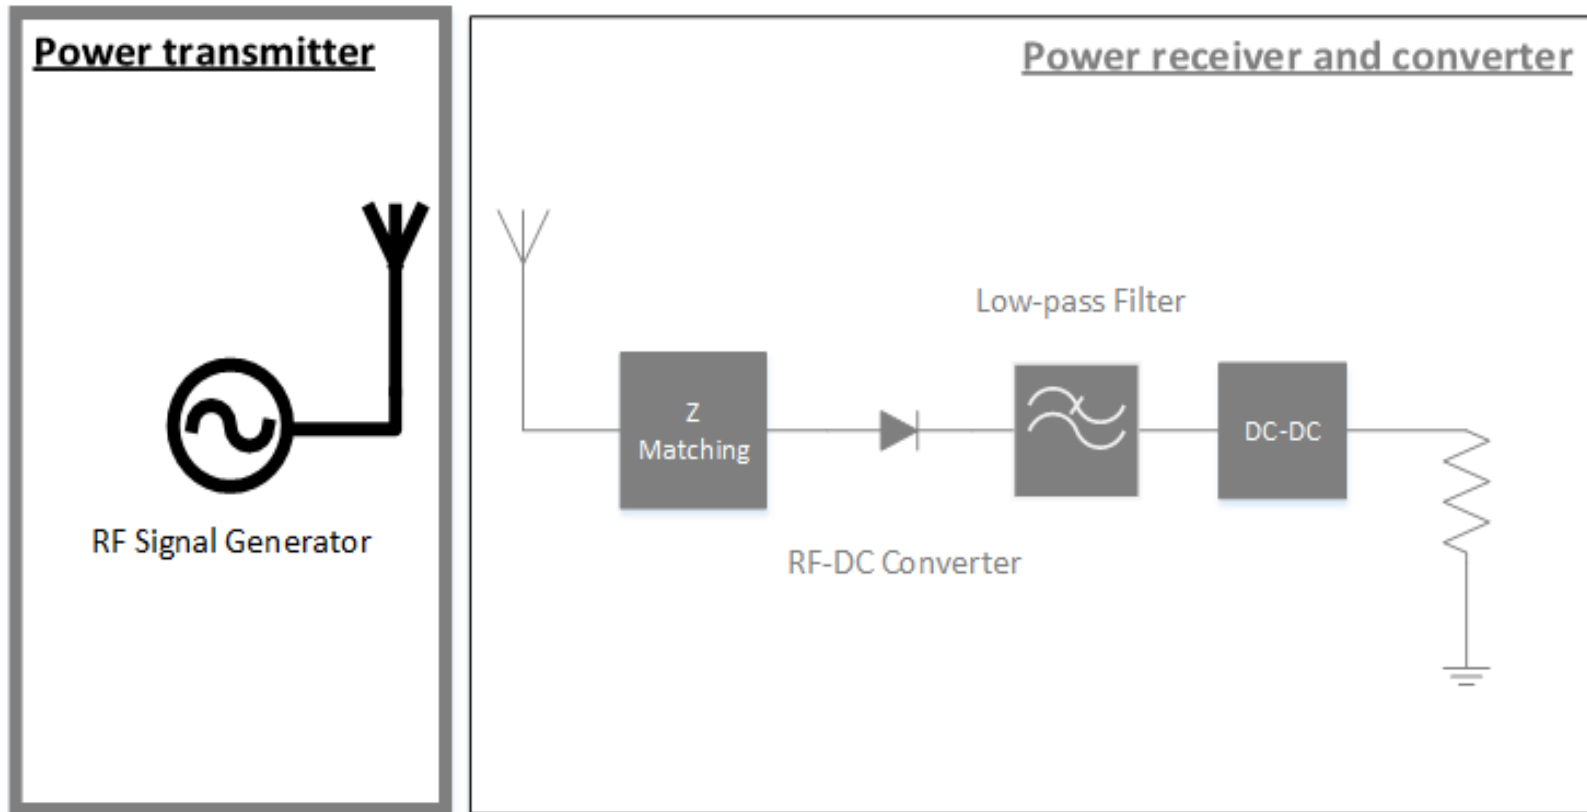 Power transmitter
Power receiver and converter
Low-pass Filter
Z
Matching
DC-DC
RF Signal Generator
RF-DC Converter